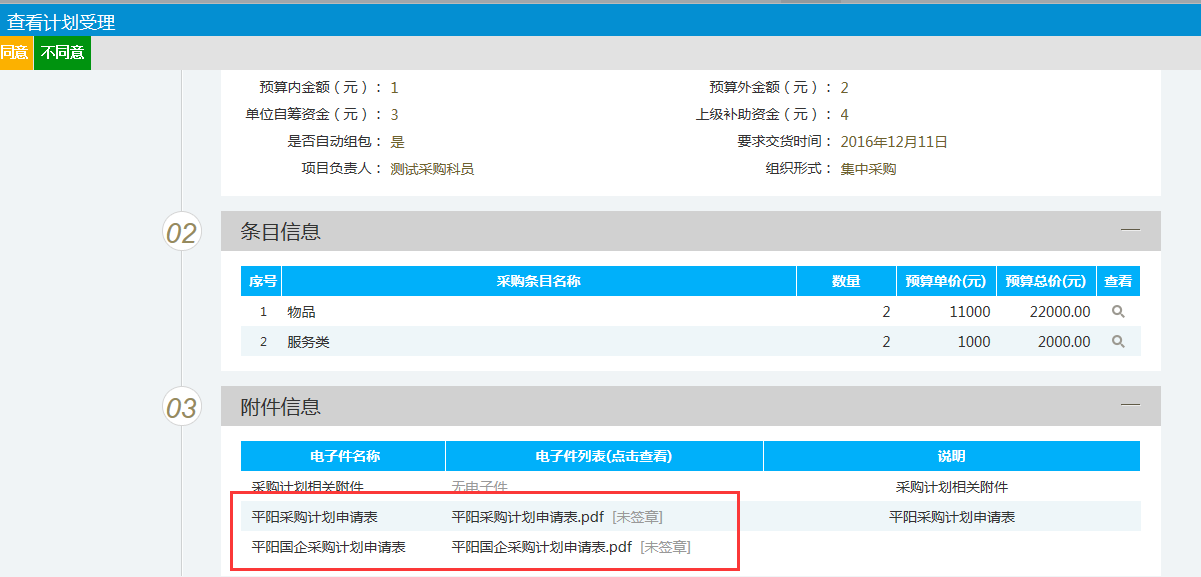 查看计划受理
同意 不同意
预算内金额（元）： 1 预算外金额（元）： 2
单位自筹资金（元）： 3 上级补助资金（元）： 4
是否自动组包： 是 要求交货时间： 2016年12月11日
项目负责人： 测试采购科员 组织形式： 集中采购
02 条目信息
序号 采购条目名称 数量 预算单价(元) 预算总价(元) 查看
1 物品 2 11000 22000.00
2 服务类 2 1000 2000.00
03 附件信息
电子件名称 电子件列表(点击查看) 说明
采购计划相关附件 无电子件 采购计划相关附件
平阳采购计划申请表 平阳采购计划申请表.pdf [未签章] 平阳采购计划申请表
平阳国企采购计划申请表 平阳国企采购计划申请表.pdf [未签章]